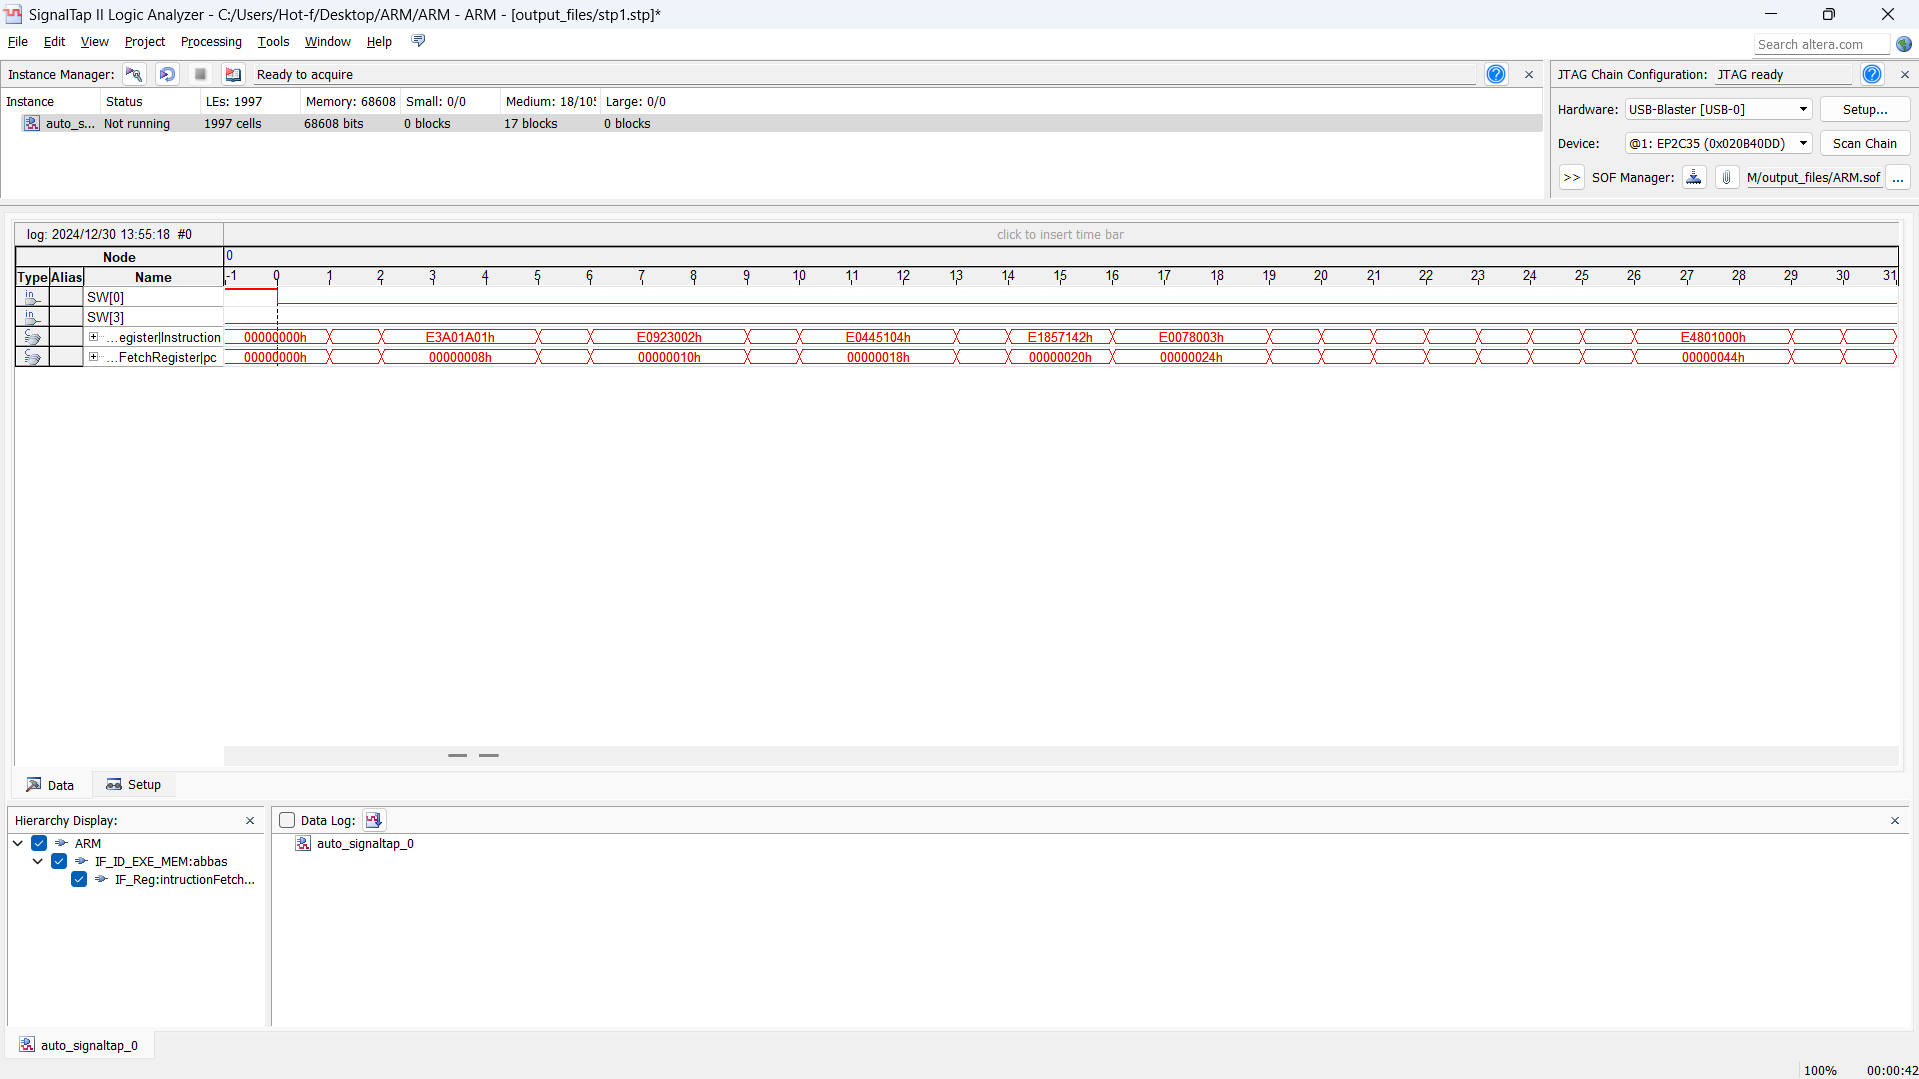 SignalTap II Logic Analyzer - C:/Users/Hot-f/Desktop/ARM/ARM - ARM - [output_files/stp1.stp]*
File Edit View Project Processing Tools Window Help
Search altera.com
Instance Manager: Ready to acquire
Instance Status LEs: 1997 Memory: 68608 Small: 0/0 Medium: 18/105 Large: 0/0
auto_s... Not running 1997 cells 68608 bits 0 blocks 17 blocks 0 blocks
JTAG Chain Configuration: JTAG ready
Hardware: USB-Blaster [USB-0] Setup...
Device: @1: EP2C35 (0x020B40DD) Scan Chain
>> SOF Manager: M/output_files/ARM.sof ...
log: 2024/12/30 13:55:18 #0 click to insert time bar
Node 0
Type Alias Name -1 0 1 2 3 4 5 6 7 8 9 10 11 12 13 14 15 16 17 18 19 20 21 22 23 24 25 26 27 28 29 30 31
in SW[0]
in SW[3]
...egister|Instruction 00000000h E3A01A01h E0923002h E0445104h E1857142h E0078003h E4801000h
...FetchRegister|pc 00000000h 00000008h 00000010h 00000018h 00000020h 00000024h 00000044h
Data Setup
Hierarchy Display:
ARM
IF_ID_EXE_MEM:abbas
IF_Reg:intructionFetch...
Data Log:
auto_signaltap_0
auto_signaltap_0
100% 00:00:42